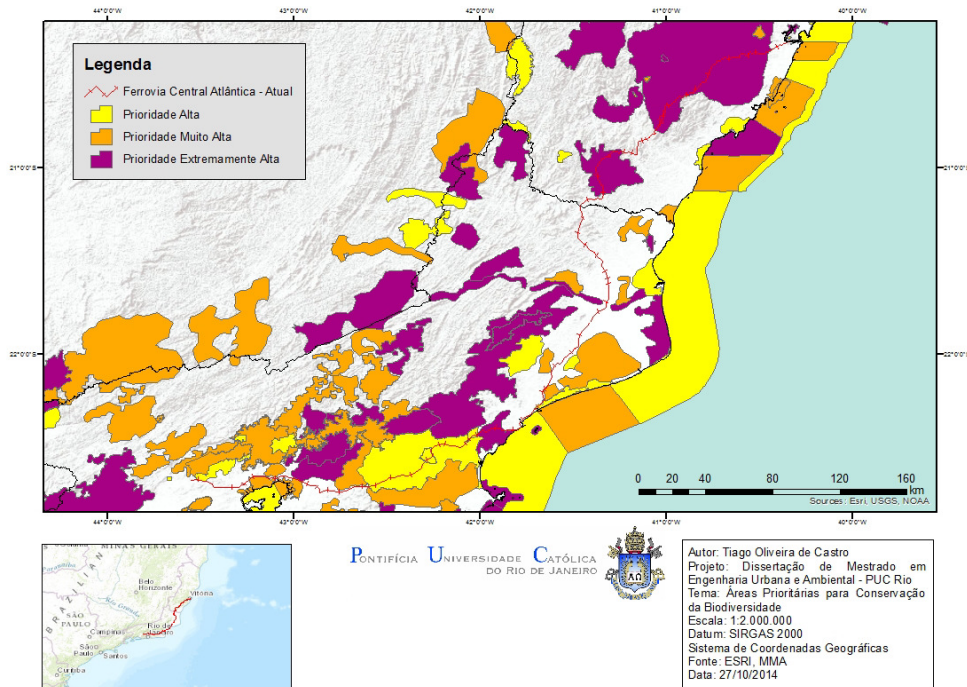 44°0'0"W 43°0'0"W 42°0'0"W 41°0'0"W 40°0'0"W
Legenda
Ferrovia Central Atlântica - Atual
Prioridade Alta
Prioridade Muito Alta
Prioridade Extremamente Alta
21°0'0"S 21°0'0"S
22°0'0"S 22°0'0"S
0 20 40 80 120 160
km
Sources: Esri, USGS, NOAA
44°0'0"W 43°0'0"W 42°0'0"W 41°0'0"W 40°0'0"W
MINAS GERAIS
BRAZILIAN
Belo
Horizonte
Vitoria
Rio Grande
SÃO
PAULO
Rio de
Janeiro
Campinas
São
Paulo
Santos
Curitiba
PONTIFÍCIA UNIVERSIDADE CATÓLICA
DO RIO DE JANEIRO
ΑΩ
Autor: Tiago Oliveira de Castro
Projeto: Dissertação de Mestrado em
Engenharia Urbana e Ambiental - PUC Rio
Tema: Áreas Prioritárias para Conservação
da Biodiversidade
Escala: 1:2.000.000
Datum: SIRGAS 2000
Sistema de Coordenadas Geográficas
Fonte: ESRI, MMA
Data: 27/10/2014